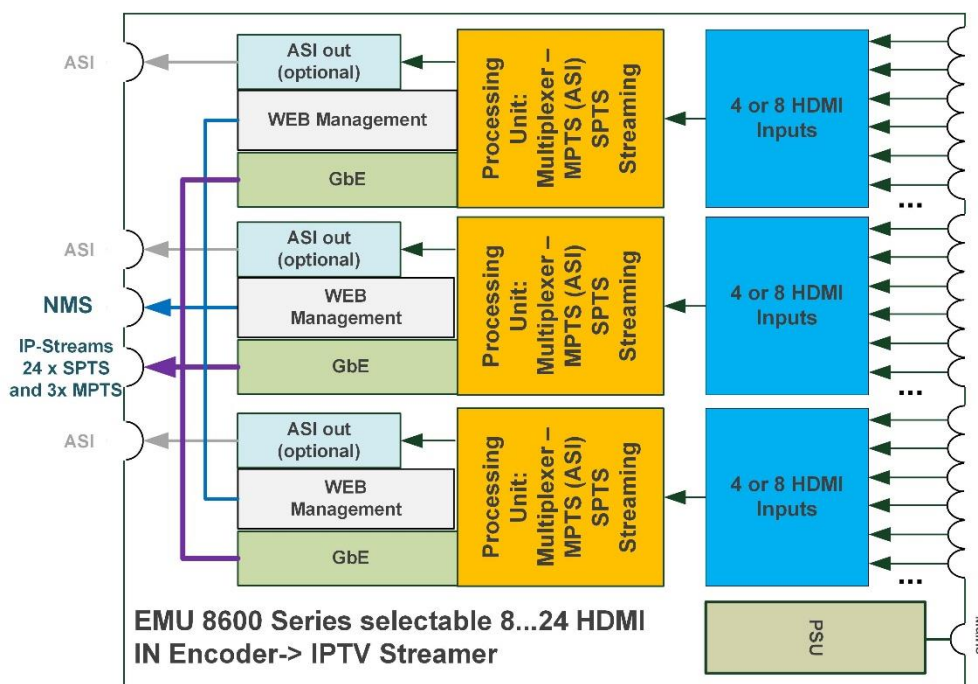 ASI
ASI out
(optional)
WEB Management
GbE
Processing
Unit:
Multiplexer –
MPTS (ASI)
SPTS
Streaming
4 or 8 HDMI
Inputs
...
ASI
ASI out
(optional)
NMS
WEB
Management
IP-Streams
24 x SPTS
and 3x MPTS
GbE
Processing
Unit:
Multiplexer –
MPTS (ASI)
SPTS
Streaming
4 or 8 HDMI
Inputs
...
ASI
ASI out
(optional)
WEB
Management
GbE
Processing
Unit:
Multiplexer –
MPTS (ASI)
SPTS
Streaming
4 or 8 HDMI
Inputs
...
EMU 8600 Series selectable 8...24 HDMI
IN Encoder-> IPTV Streamer
PSU